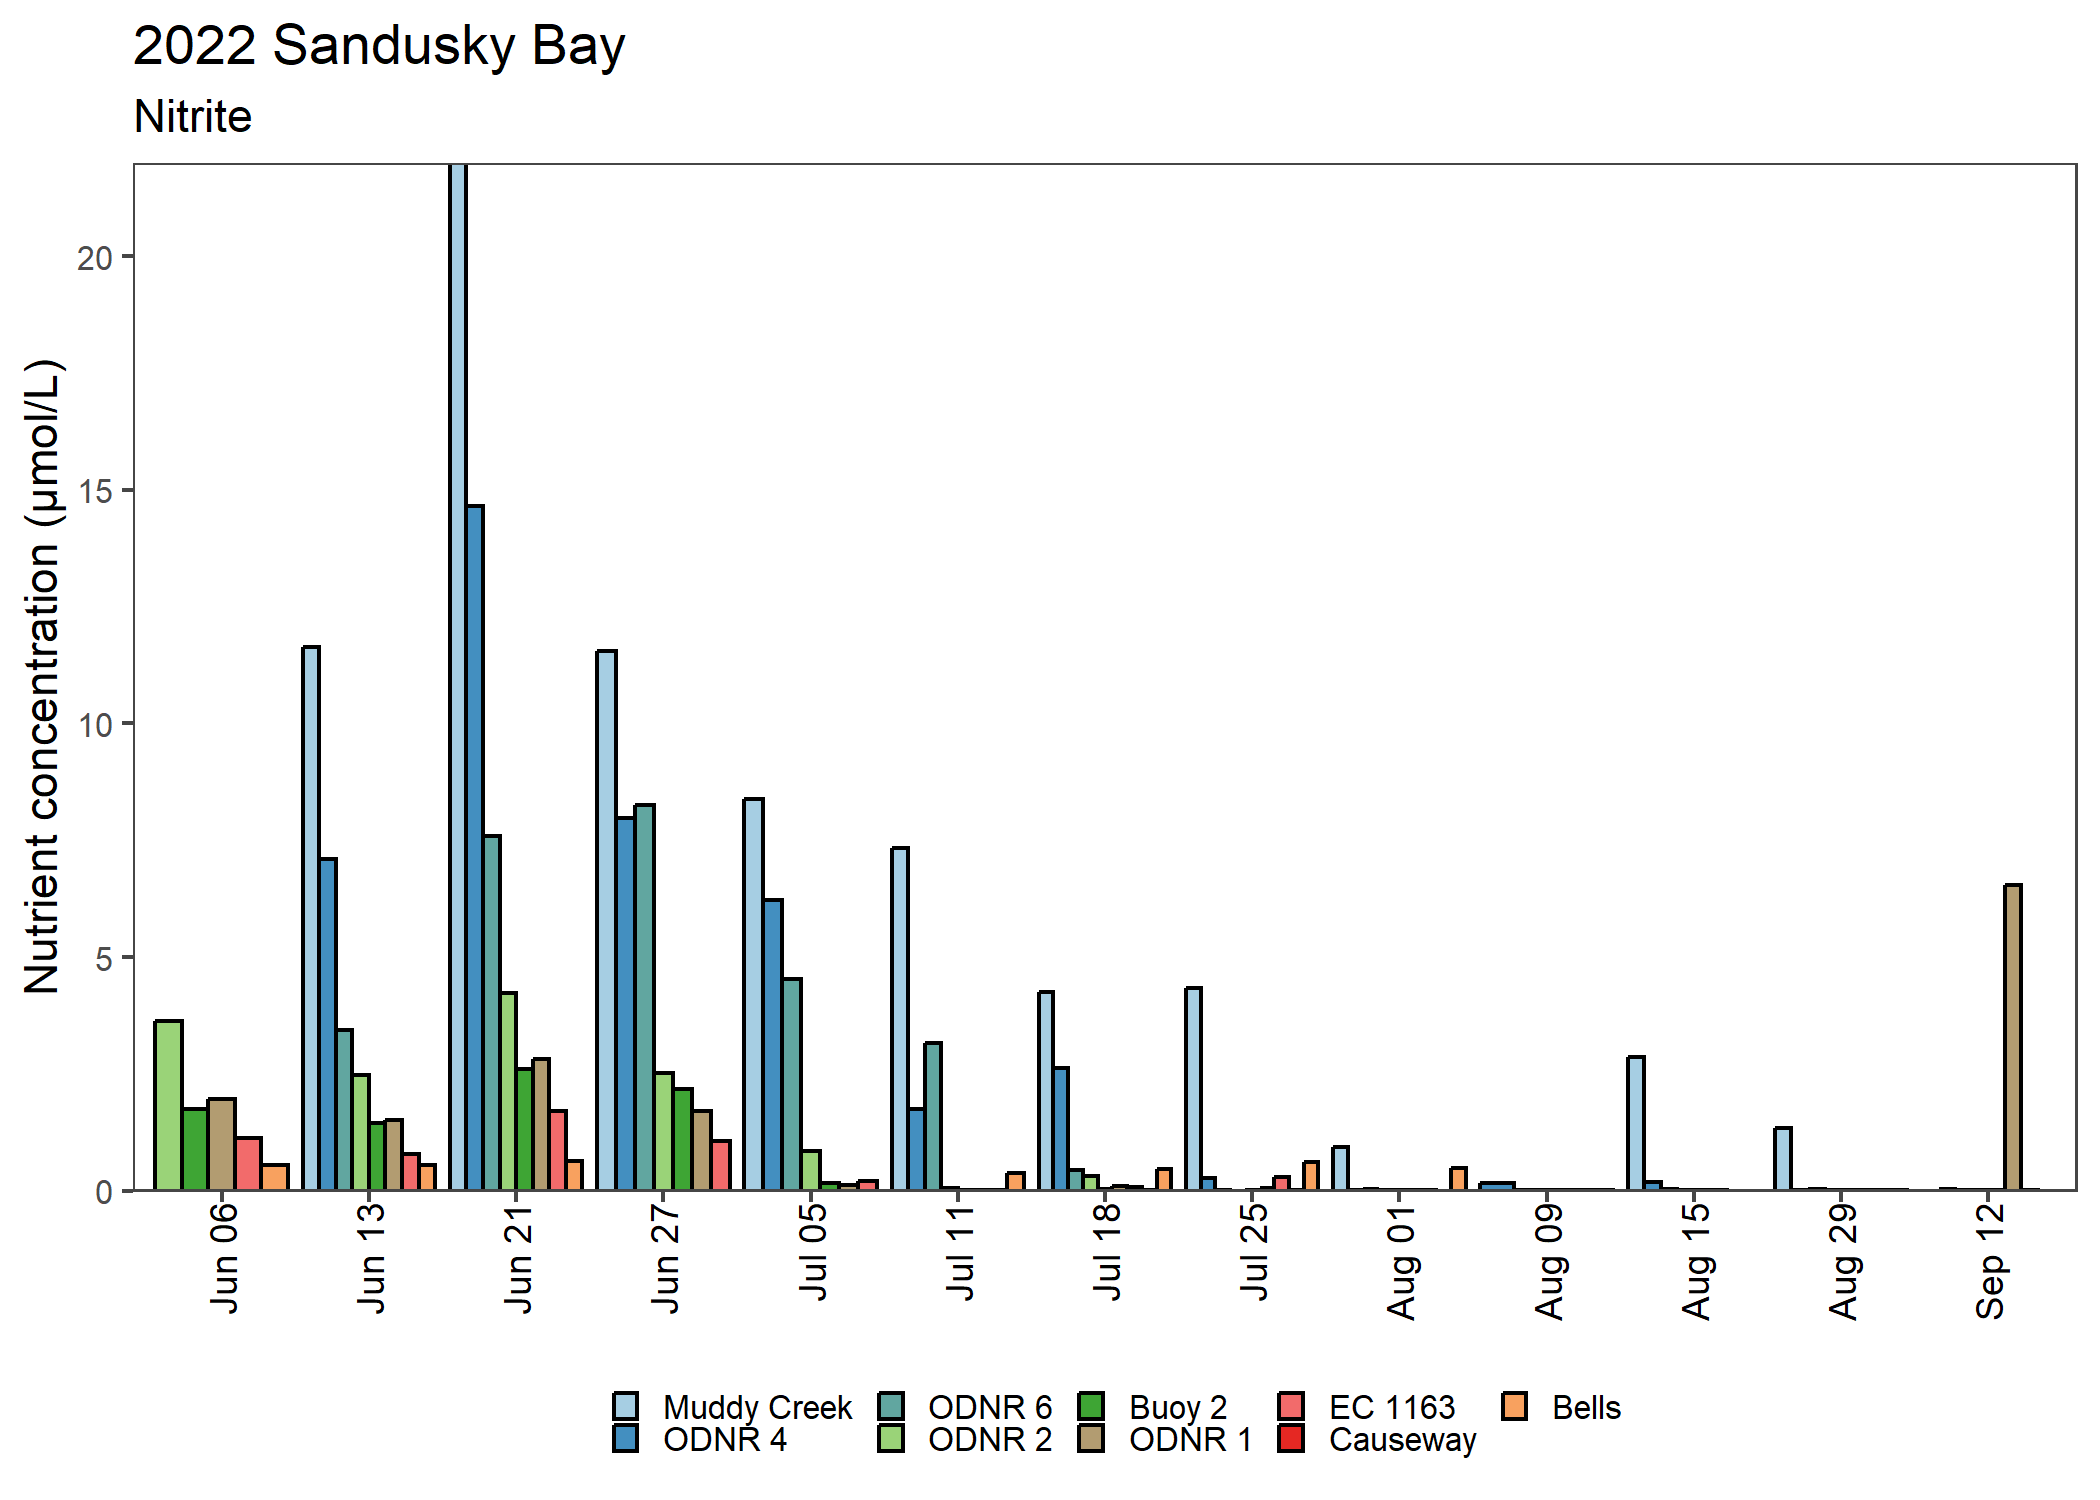 2022 Sandusky Bay
Nitrite
Nutrient concentration (µmol/L)
20
15
10
5
0
Jun 06
Jun 13
Jun 21
Jun 27
Jul 05
Jul 11
Jul 18
Jul 25
Aug 01
Aug 09
Aug 15
Aug 29
Sep 12
Muddy Creek ODNR 6 Buoy 2 EC 1163 Bells
ODNR 4 ODNR 2 ODNR 1 Causeway